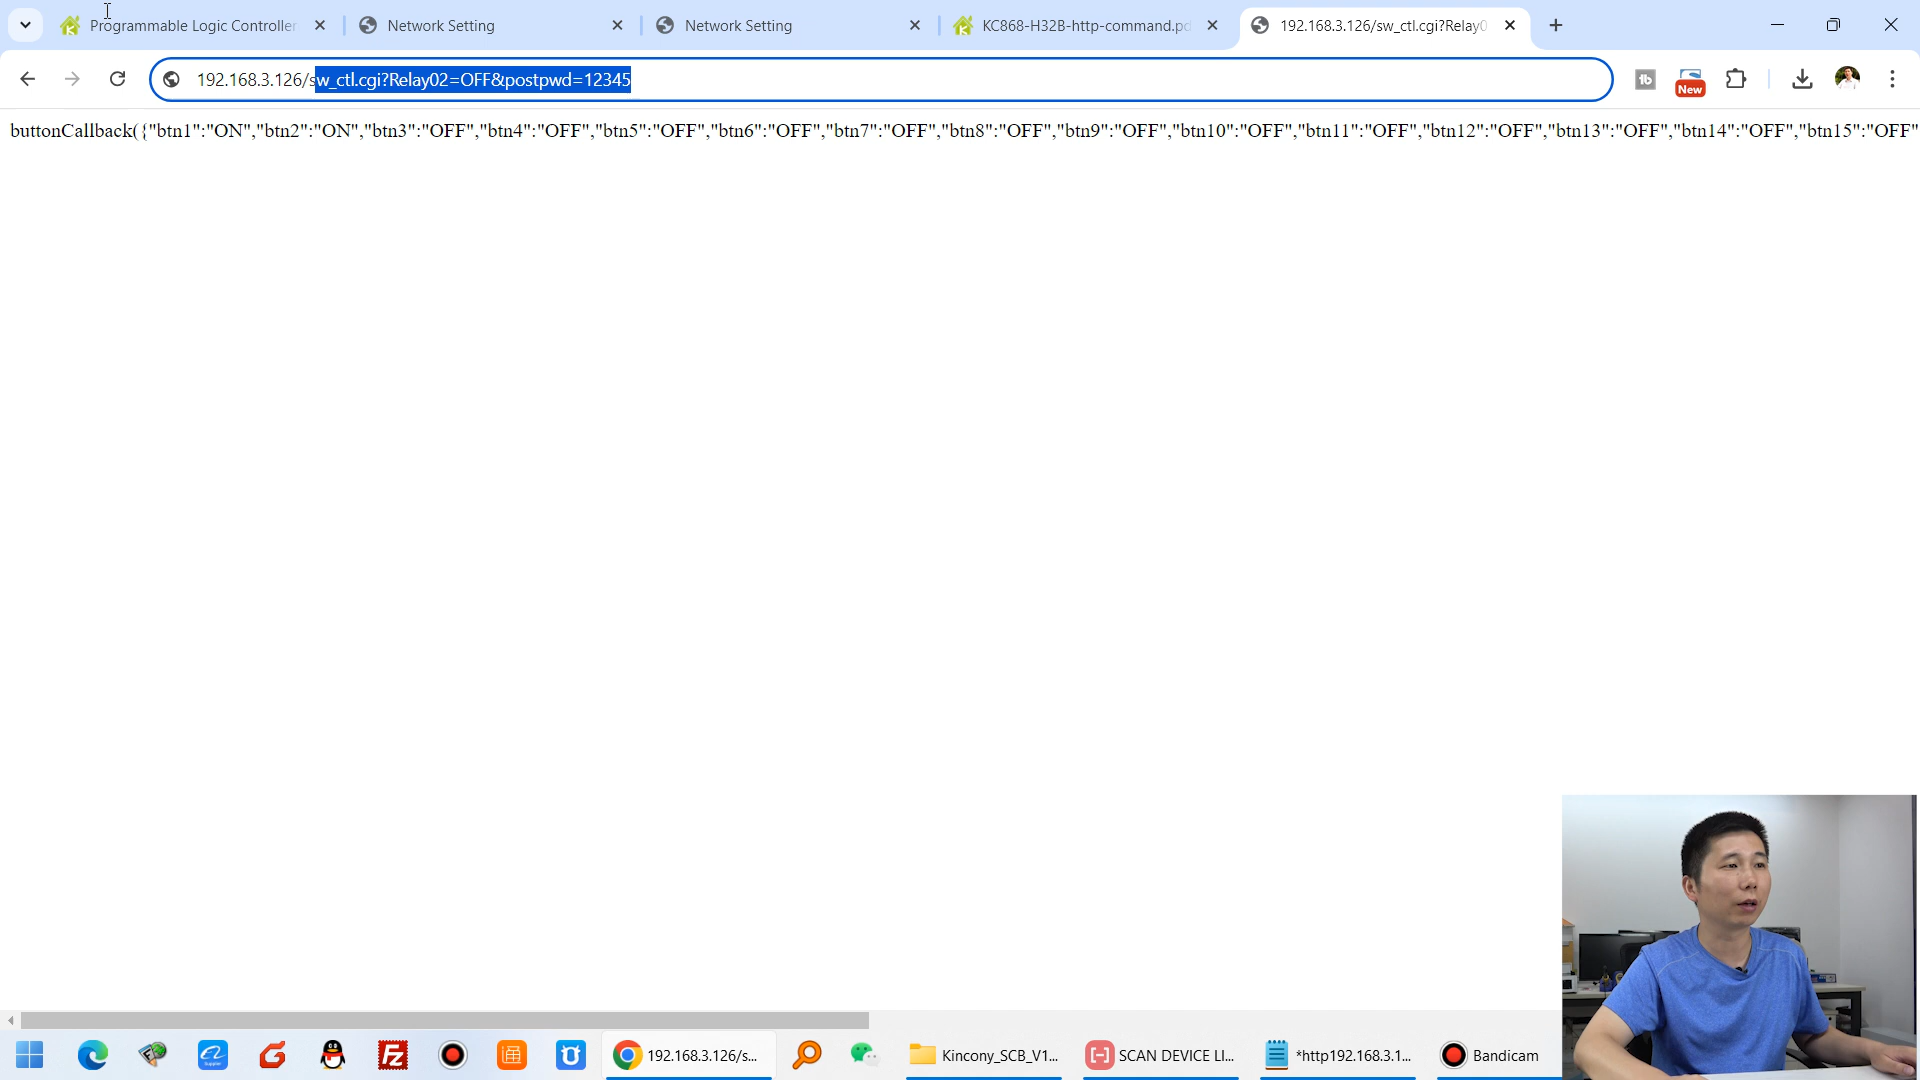 Programmable Logic Controller
Network Setting
Network Setting
KC868-H32B-http-command.pd
192.168.3.126/sw_ctl.cgi?Relay0
192.168.3.126/sw_ctl.cgi?Relay02=OFF&postpwd=12345
New
buttonCallback({"btn1":"ON","btn2":"ON","btn3":"OFF","btn4":"OFF","btn5":"OFF","btn6":"OFF","btn7":"OFF","btn8":"OFF","btn9":"OFF","btn10":"OFF","btn11":"OFF","btn12":"OFF","btn13":"OFF","btn14":"OFF","btn15":"OFF"
192.168.3.126/s...
Kincony_SCB_V1...
SCAN DEVICE LI...
*http192.168.3.1...
Bandicam